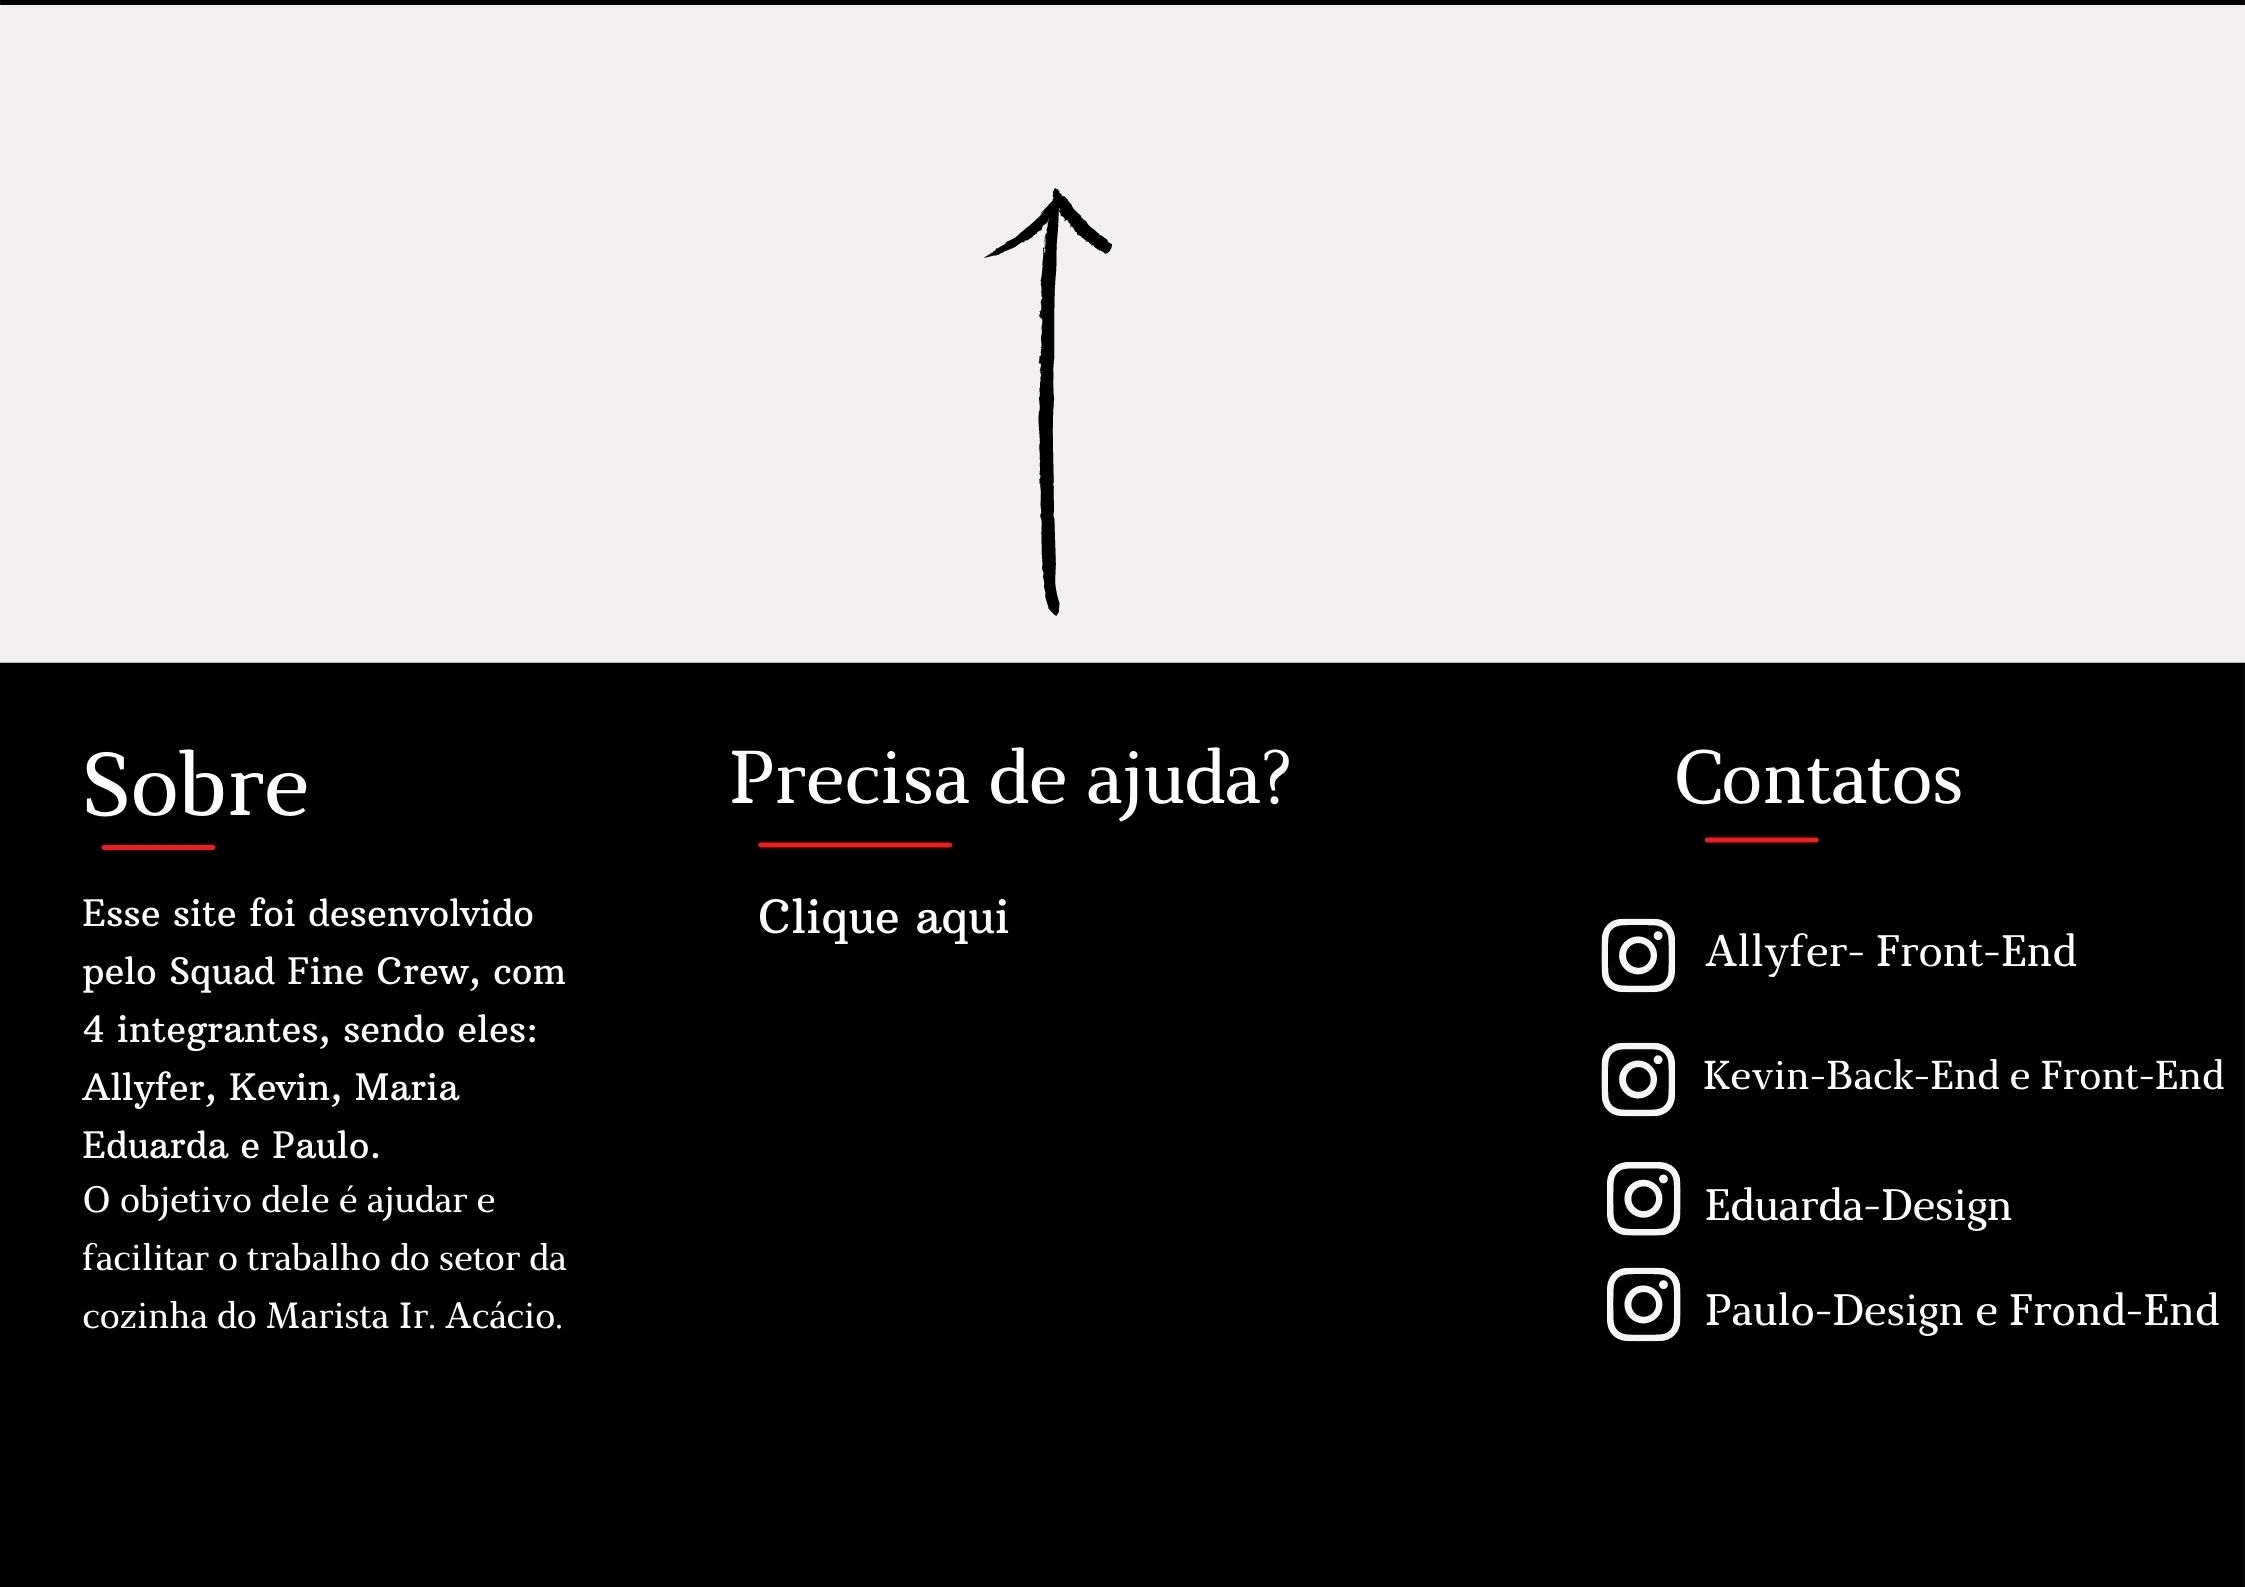 Sobre
Esse site foi desenvolvido
pelo Squad Fine Crew, com
4 integrantes, sendo eles:
Allyfer, Kevin, Maria
Eduarda e Paulo.
O objetivo dele é ajudar e
facilitar o trabalho do setor da
cozinha do Marista Ir. Acácio.
Precisa de ajuda?
Clique aqui
Contatos
Allyfer- Front-End
Kevin-Back-End e Front-End
Eduarda-Design
Paulo-Design e Frond-End